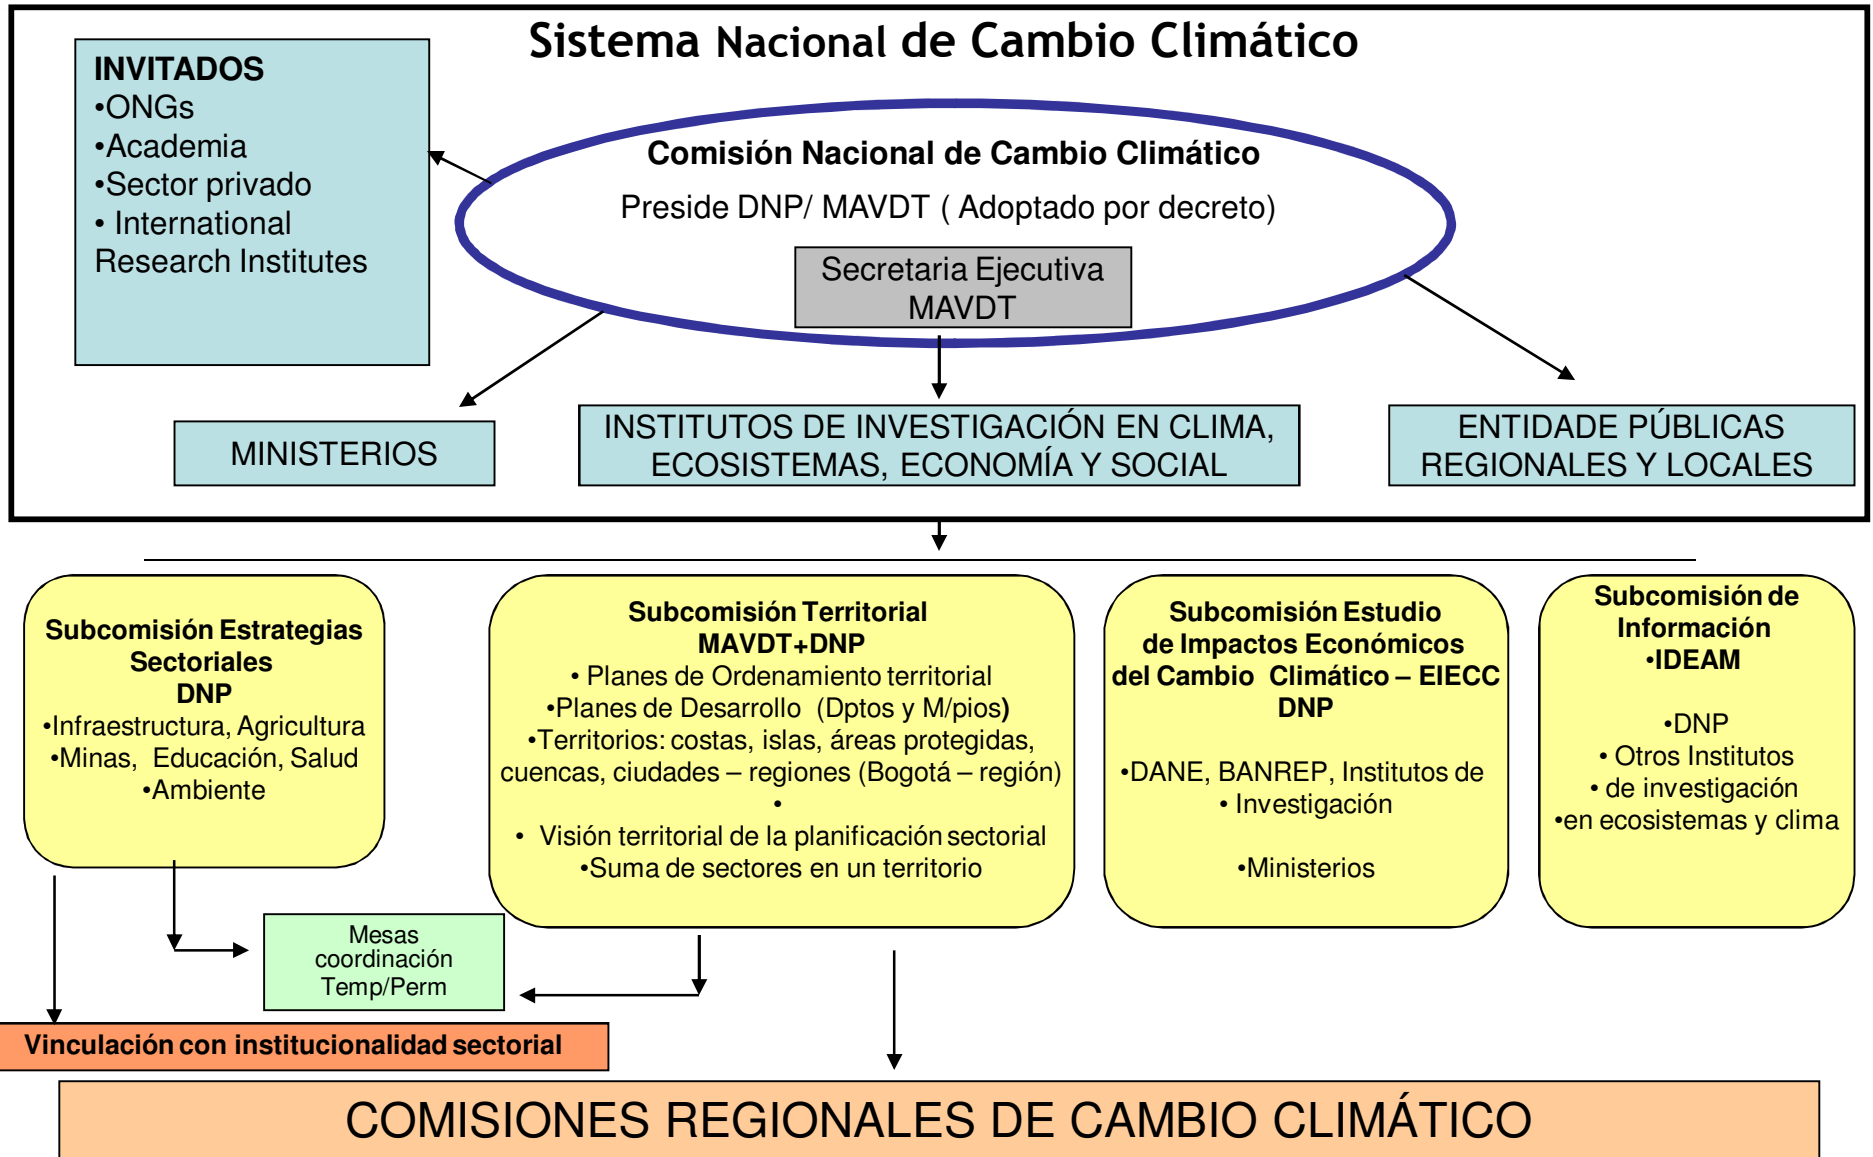 Sistema Nacional de Cambio Climático
INVITADOS
•ONGs
•Academia
•Sector privado
• International
Research Institutes
Comisión Nacional de Cambio Climático
Preside DNP/ MAVDT ( Adoptado por decreto)
Secretaria Ejecutiva
MAVDT
MINISTERIOS
INSTITUTOS DE INVESTIGACIÓN EN CLIMA,
ECOSISTEMAS, ECONOMÍA Y SOCIAL
ENTIDADE PÚBLICAS
REGIONALES Y LOCALES
Subcomisión Estrategias
Sectoriales
DNP
•Infraestructura, Agricultura
•Minas, Educación, Salud
•Ambiente
Subcomisión Territorial
MAVDT+DNP
• Planes de Ordenamiento territorial
•Planes de Desarrollo (Dptos y M/pios)
•Territorios: costas, islas, áreas protegidas,
cuencas, ciudades – regiones (Bogotá – región)
•
• Visión territorial de la planificación sectorial
•Suma de sectores en un territorio
Subcomisión Estudio
de Impactos Económicos
del Cambio Climático – EIECC
DNP
•DANE, BANREP, Institutos de
• Investigación
•Ministerios
Subcomisión de
Información
•IDEAM
•DNP
• Otros Institutos
• de investigación
•en ecosistemas y clima
Mesas
coordinación
Temp/Perm
Vinculación con institucionalidad sectorial
COMISIONES REGIONALES DE CAMBIO CLIMÁTICO